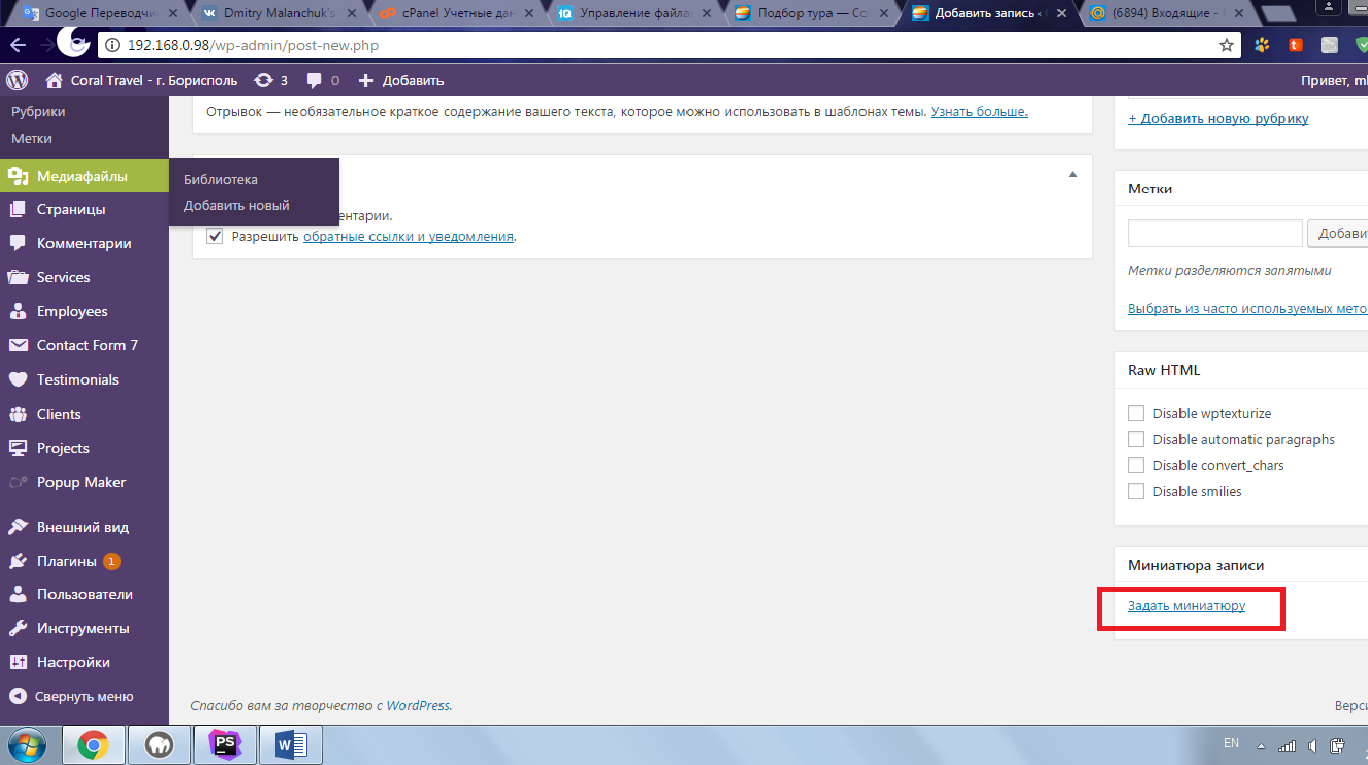 Google Переводчи
Dmitry Malanchuk's
cPanel Учетные дан
Управление файла
Подбор тура — Co
Добавить запись ‹
(6894) Входящие -
192.168.0.98/wp-admin/post-new.php
Coral Travel - г. Борисполь
3
0
Добавить
Привет, m
Рубрики
Метки
Медиафайлы
Библиотека
Добавить новый
Страницы
Комментарии
Services
Employees
Contact Form 7
Testimonials
Clients
Projects
Popup Maker
Внешний вид
Плагины 1
Пользователи
Инструменты
Настройки
Свернуть меню
Отрывок — необязательное краткое содержание вашего текста, которое можно использовать в шаблонах темы. Узнать больше.
ентарии.
Разрешить обратные ссылки и уведомления.
+ Добавить новую рубрику
Метки
Добави
Метки разделяются запятыми
Выбрать из часто используемых мето
Raw HTML
Disable wptexturize
Disable automatic paragraphs
Disable convert_chars
Disable smilies
Миниатюра записи
Задать миниатюру
Спасибо вам за творчество с WordPress.
Верси
PS
W
EN